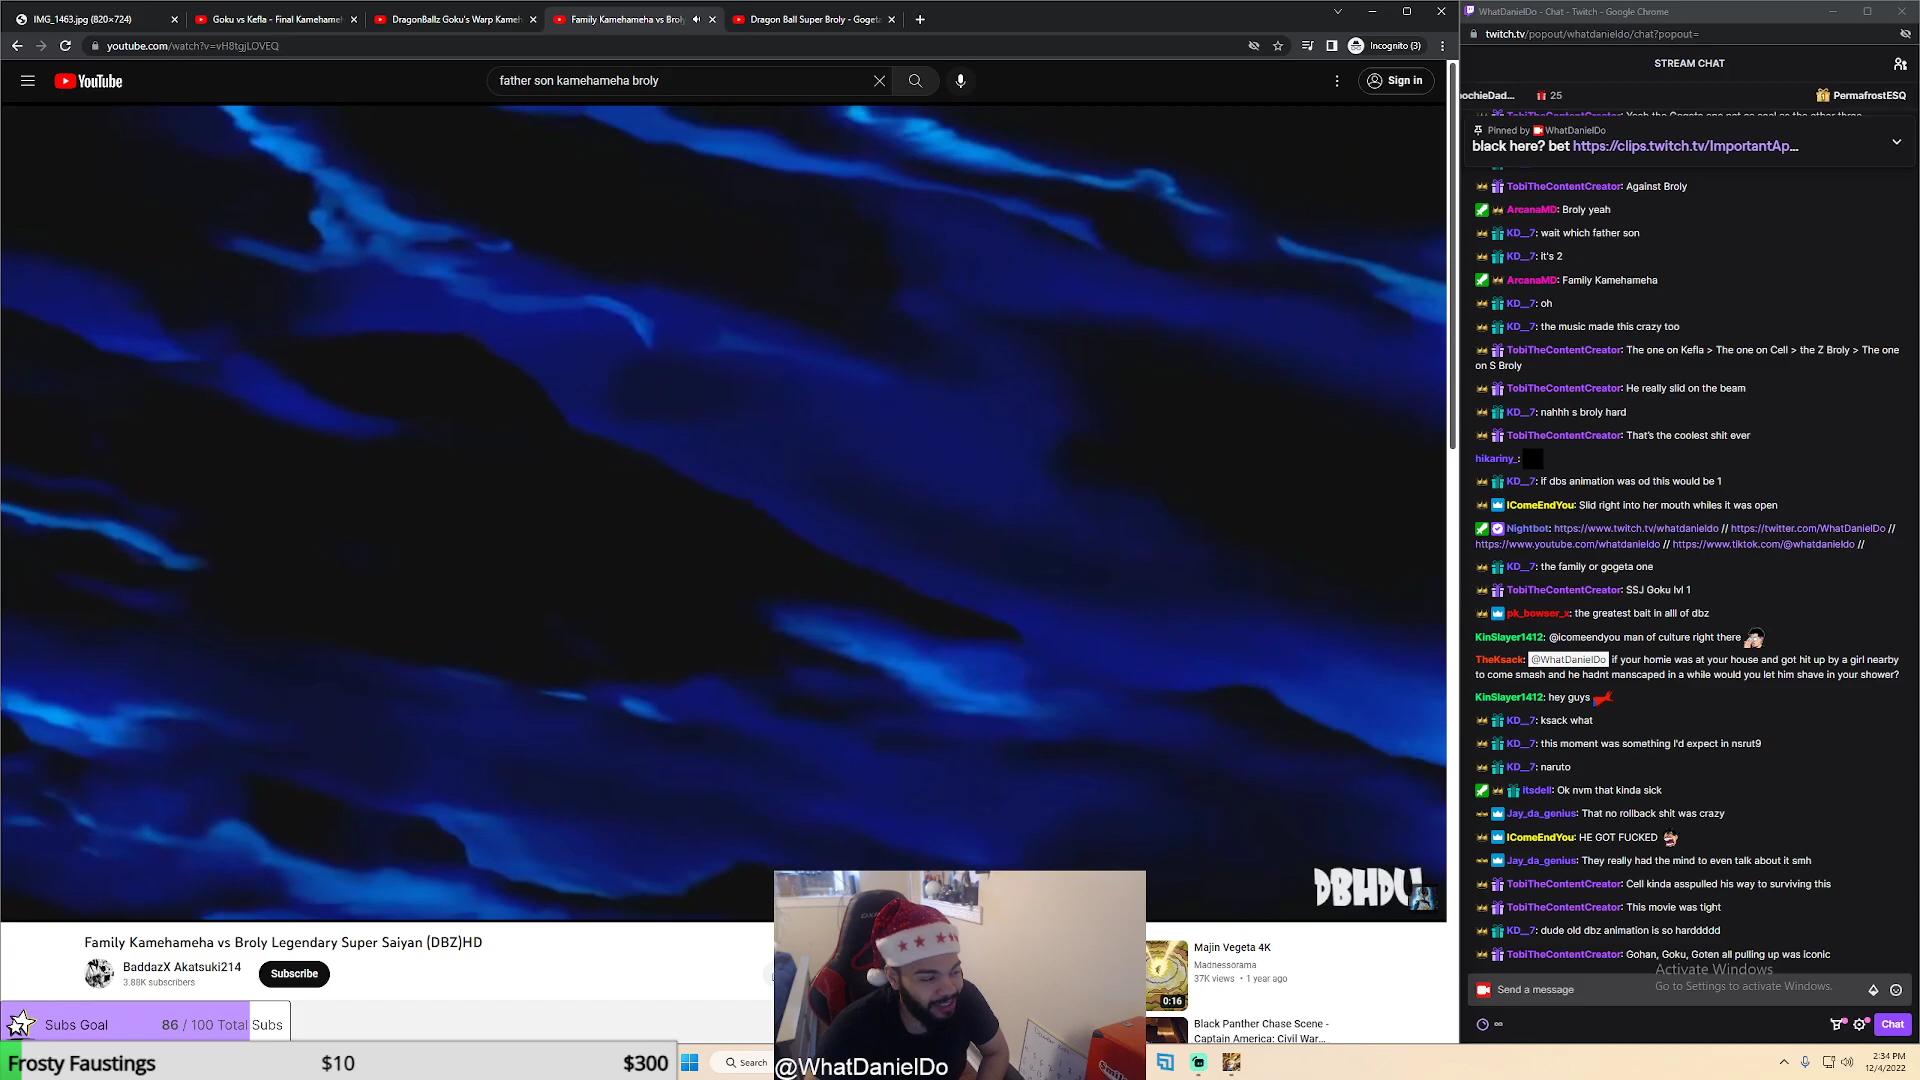 IMG_1463.jpg (820×724)
Goku vs Kefla - Final Kamehame
DragonBallz Goku's Warp Kameh
Family Kamehameha vs Broly
Dragon Ball Super Broly - Gogeta
youtube.com/watch?v=vH8tgjLOVEQ
Incognito (3)
YouTube
father son kamehameha broly
Sign in
DBHDU
Family Kamehameha vs Broly Legendary Super Saiyan (DBZ)HD
BaddazX Akatsuki214
3.88K subscribers
Subscribe
Majin Vegeta 4K
Madnessorama
37K views • 1 year ago
0:16
Black Panther Chase Scene -
Captain America: Civil War...
Subs Goal 86 / 100 Total Subs
Frosty Faustings $10 $300
Search
@WhatDanielDo
WhatDanielDo - Chat - Twitch - Google Chrome
twitch.tv/popout/whatdanieldo/chat?popout=
STREAM CHAT
oochieDad... 25
PermafrostESQ
Pinned by WhatDanielDo
black here? bet https://clips.twitch.tv/ImportantAp...
TobiTheContentCreator: Against Broly
ArcanaMD: Broly yeah
KD__7: wait which father son
KD__7: it's 2
ArcanaMD: Family Kamehameha
KD__7: oh
KD__7: the music made this crazy too
TobiTheContentCreator: The one on Kefla > The one on Cell > the Z Broly > The one
on S Broly
TobiTheContentCreator: He really slid on the beam
KD__7: nahhh s broly hard
TobiTheContentCreator: That's the coolest shit ever
hikariny_:
KD__7: if dbs animation was od this would be 1
IComeEndYou: Slid right into her mouth whiles it was open
Nightbot: https://www.twitch.tv/whatdanieldo // https://twitter.com/WhatDanielDo //
https://www.youtube.com/whatdanieldo // https://www.tiktok.com/@whatdanieldo //
KD__7: the family or gogeta one
TobiTheContentCreator: SSJ Goku lvl 1
pk_bowser_x: the greatest bait in alll of dbz
KinSlayer1412: @icomeendyou man of culture right there
TheKsack: @WhatDanielDo if your homie was at your house and got hit up by a girl nearby
to come smash and he hadnt manscaped in a while would you let him shave in your shower?
KinSlayer1412: hey guys
KD__7: ksack what
KD__7: this moment was something I'd expect in nsrut9
KD__7: naruto
itsdell: Ok nvm that kinda sick
Jay_da_genius: That no rollback shit was crazy
IComeEndYou: HE GOT FUCKED
Jay_da_genius: They really had the mind to even talk about it smh
TobiTheContentCreator: Cell kinda asspulled his way to surviving this
TobiTheContentCreator: This movie was tight
KD__7: dude old dbz animation is so harddddd
TobiTheContentCreator: Gohan, Goku, Goten all pulling up was iconic
Activate Windows
Go to Settings to activate Windows.
Send a message
Chat
2:34 PM
12/4/2022